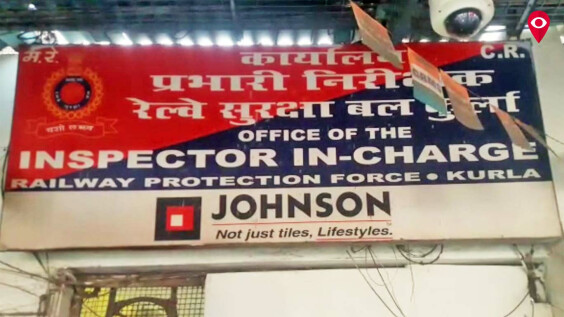 म.रे. कार्यालय C.R.
प्रभारी निरीक्षक
रेल्वे सुरक्षा बल कुर्ला
OFFICE OF THE
INSPECTOR IN-CHARGE
RAILWAY PROTECTION FORCE • KURLA
JOHNSON
Not just tiles, Lifestyles.